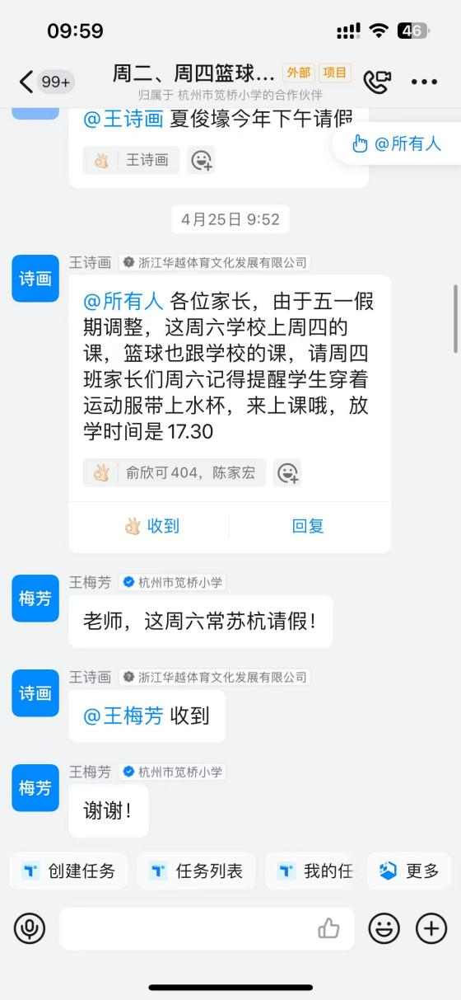 09:59
46
99+
周二、周四篮球...
外部
项目
归属于 杭州市笕桥小学的合作伙伴
@王诗画 夏俊壕今年下午请假
王诗画
@所有人
4月25日 9:52
诗画
王诗画
浙江华越体育文化发展有限公司
@所有人 各位家长，由于五一假
期调整，这周六学校上周四的
课，篮球也跟学校的课，请周四
班家长们周六记得提醒学生穿着
运动服带上水杯，来上课哦，放
学时间是 17.30
俞欣可404，陈家宏
收到
回复
梅芳
王梅芳
杭州市笕桥小学
老师，这周六常苏杭请假！
诗画
王诗画
浙江华越体育文化发展有限公司
@王梅芳 收到
梅芳
王梅芳
杭州市笕桥小学
谢谢！
创建任务
任务列表
我的任
更多